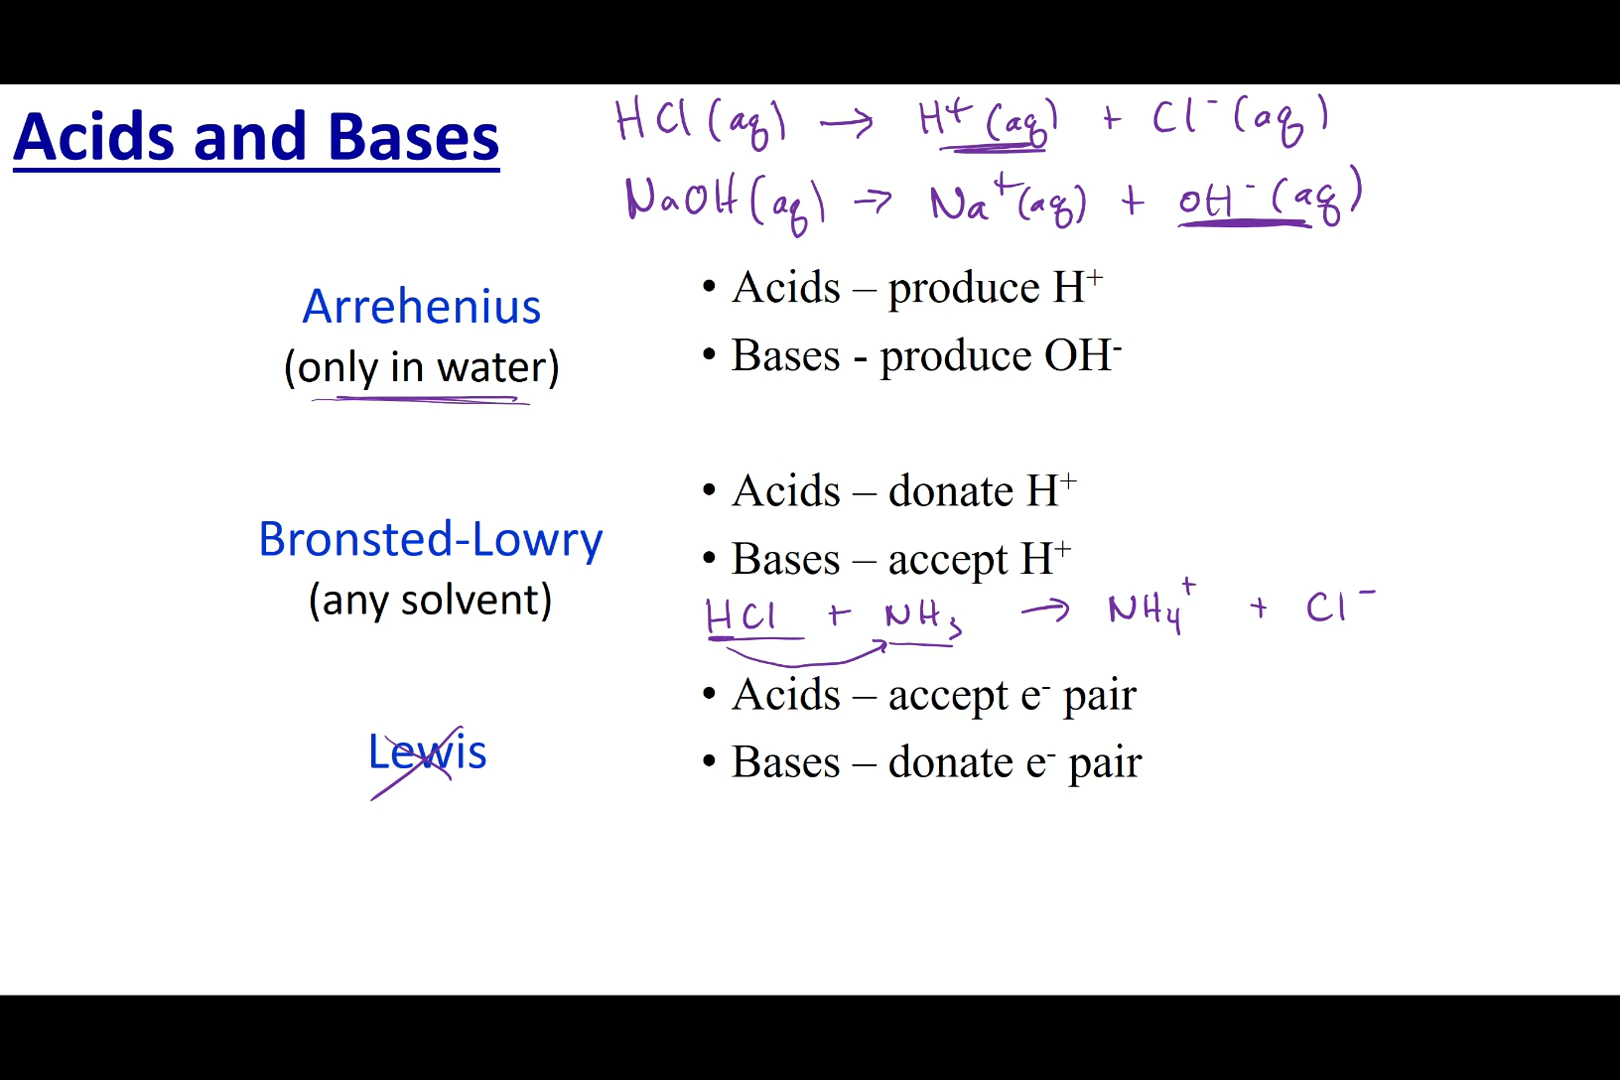 Acids and Bases
HCl (aq) → H⁺ (aq) + Cl⁻ (aq)
NaOH (aq) → Na⁺ (aq) + OH⁻ (aq)
Arrehenius
(only in water)
• Acids – produce H⁺
• Bases - produce OH⁻
Bronsted-Lowry
(any solvent)
• Acids – donate H⁺
• Bases – accept H⁺
HCl + NH₃ → NH₄⁺ + Cl⁻
Lewis
• Acids – accept e⁻ pair
• Bases – donate e⁻ pair